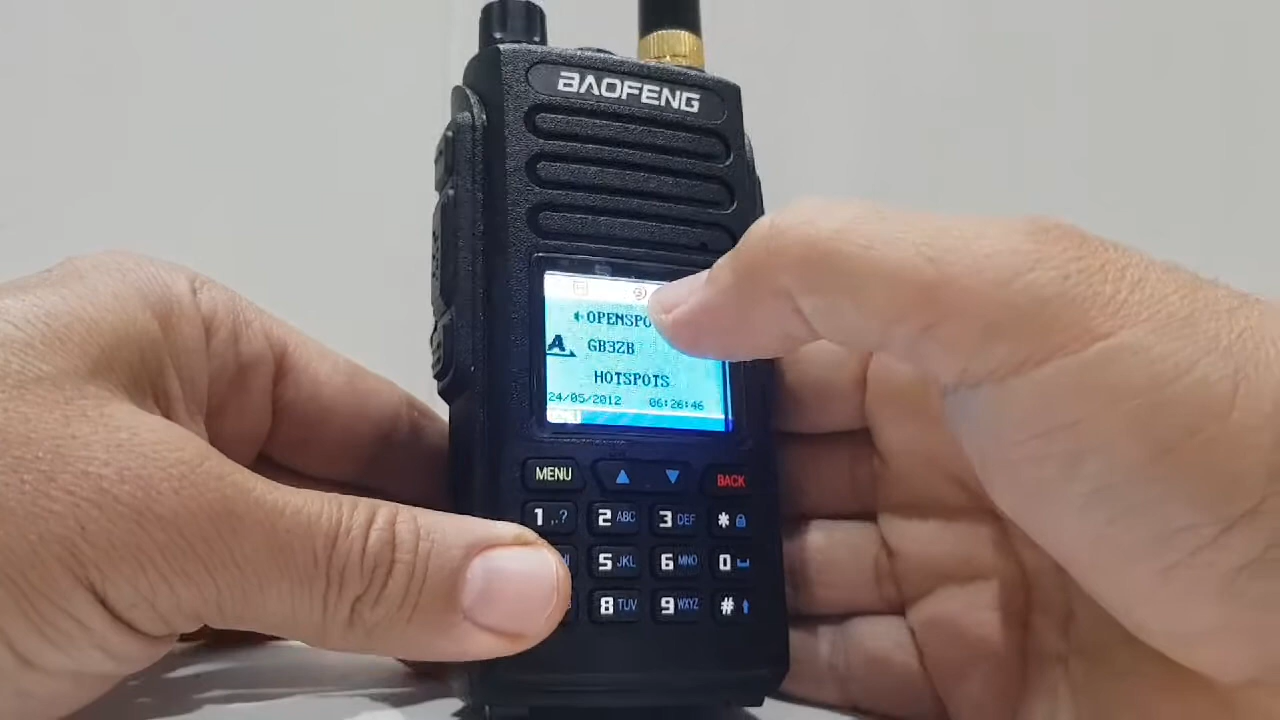 BAOFENG
OPENSPO
A GB3ZB
HOTSPOTS
24/05/2012 06:26:46
MENU BACK
1 ,.? 2 ABC 3 DEF *
5 JKL 6 MNO 0
8 TUV 9 WXYZ #